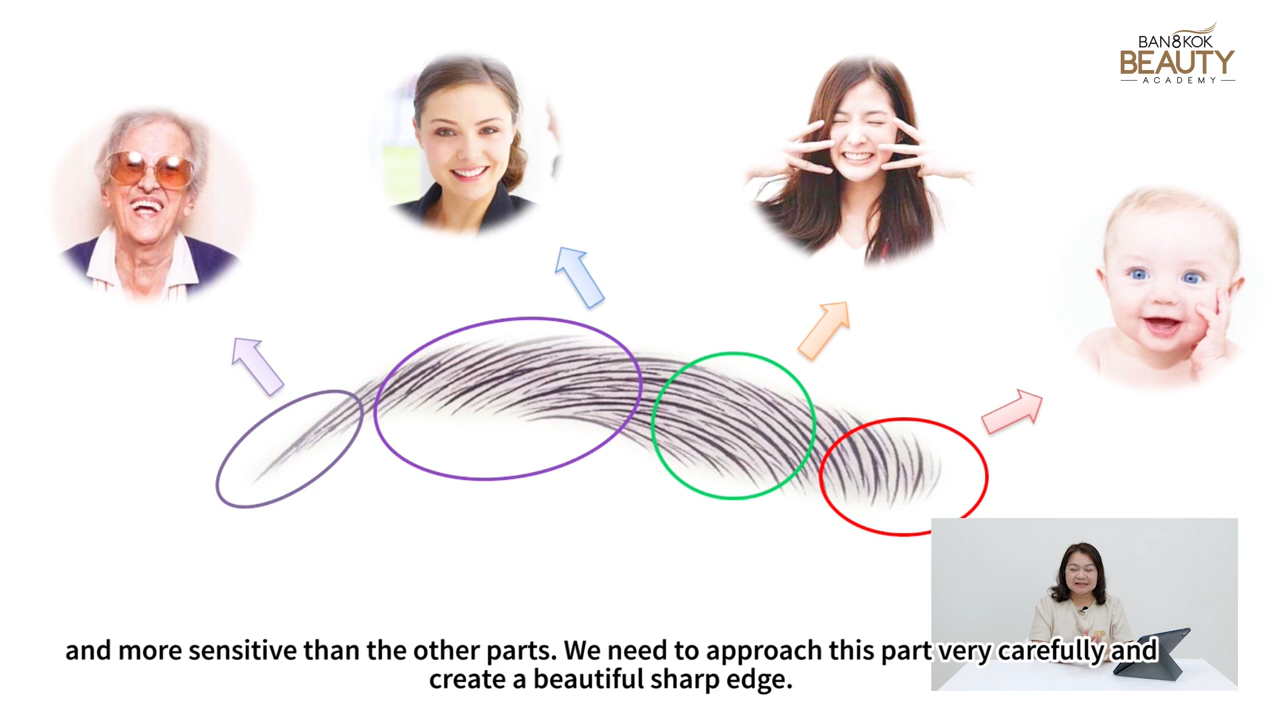 BAN8KOK
BEAUTY
ACADEMY
and more sensitive than the other parts. We need to approach this part very carefully and
create a beautiful sharp edge.